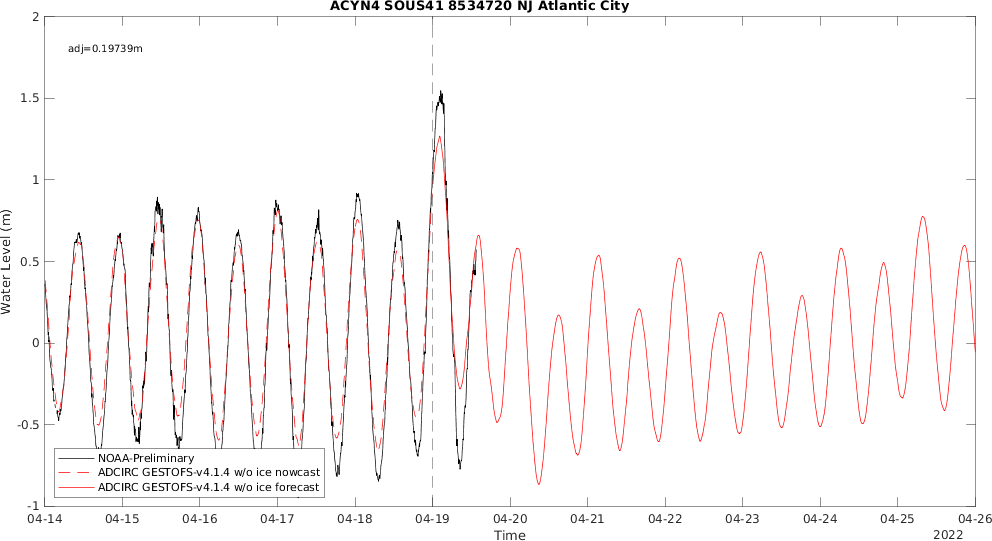 ACYN4 SOUS41 8534720 NJ Atlantic City
adj=0.19739m
2
1.5
1
0.5
0
-0.5
-1
Water Level (m)
NOAA-Preliminary
ADCIRC GESTOFS-v4.1.4 w/o ice nowcast
ADCIRC GESTOFS-v4.1.4 w/o ice forecast
04-14 04-15 04-16 04-17 04-18 04-19 04-20 04-21 04-22 04-23 04-24 04-25 04-26
Time
2022